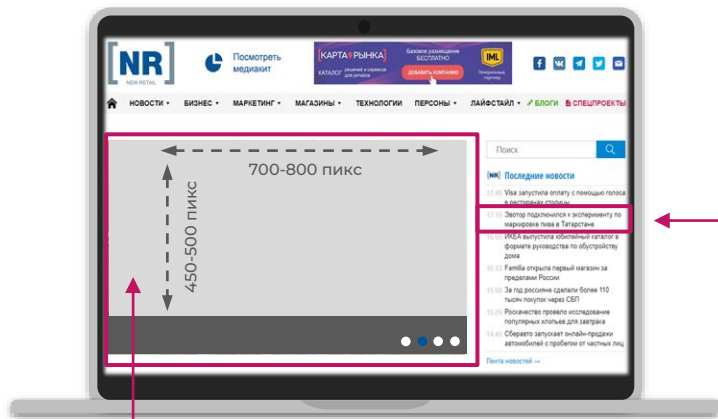 NR
NEW RETAIL
Посмотреть
медиакит
КАРТА РЫНКА
КАТАЛОГ решений и сервисов
для ритейла
Базовое размещение
БЕСПЛАТНО
ДОБАВИТЬ КОМПАНИЮ
IML
Генеральный
партнер
НОВОСТИ
БИЗНЕС
МАРКЕТИНГ
МАГАЗИНЫ
ТЕХНОЛОГИИ
ПЕРСОНЫ
ЛАЙФСТАЙЛ
БЛОГИ
СПЕЦПРОЕКТЫ
700-800 пикс
450-500 пикс
Поиск
NR Последние новости
17:40 Visa запустила оплату с помощью голоса
в ресторанах столицы
17:16 Эвотор подключился к эксперименту по
маркировке пива в Татарстане
16:55 ИКЕА выпустила юбилейный каталог в
формате руководства по обустройству
дома
16:33 Familia открыла первый магазин за
пределами России
15:58 За год россияне сделали более 110
тысяч покупок через СБП
15:25 Роскачество провело исследование
популярных хлопьев для завтрака
14:45 Сберавто запускает онлайн-продажи
автомобилей с пробегом от частных лиц
Лента новостей →